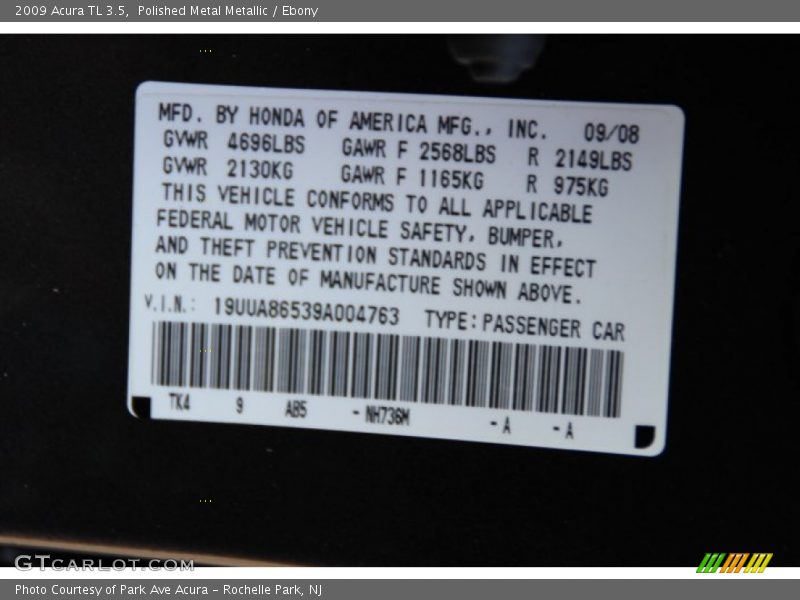 2009 Acura TL 3.5,  Polished Metal Metallic / Ebony
MFD. BY HONDA OF AMERICA MFG., INC. 09/08
GVWR 4696LBS GAWR F 2568LBS R 2149LBS
GVWR 2130KG GAWR F 1165KG R 975KG
THIS VEHICLE CONFORMS TO ALL APPLICABLE
FEDERAL MOTOR VEHICLE SAFETY, BUMPER,
AND THEFT PREVENTION STANDARDS IN EFFECT
ON THE DATE OF MANUFACTURE SHOWN ABOVE.
V.I.N.: 19UUA86539A004763 TYPE:PASSENGER CAR
TK4 9 AB5 -NH736M -A -A
GTCARLOT.COM
Photo Courtesy of Park Ave Acura - Rochelle Park, NJ